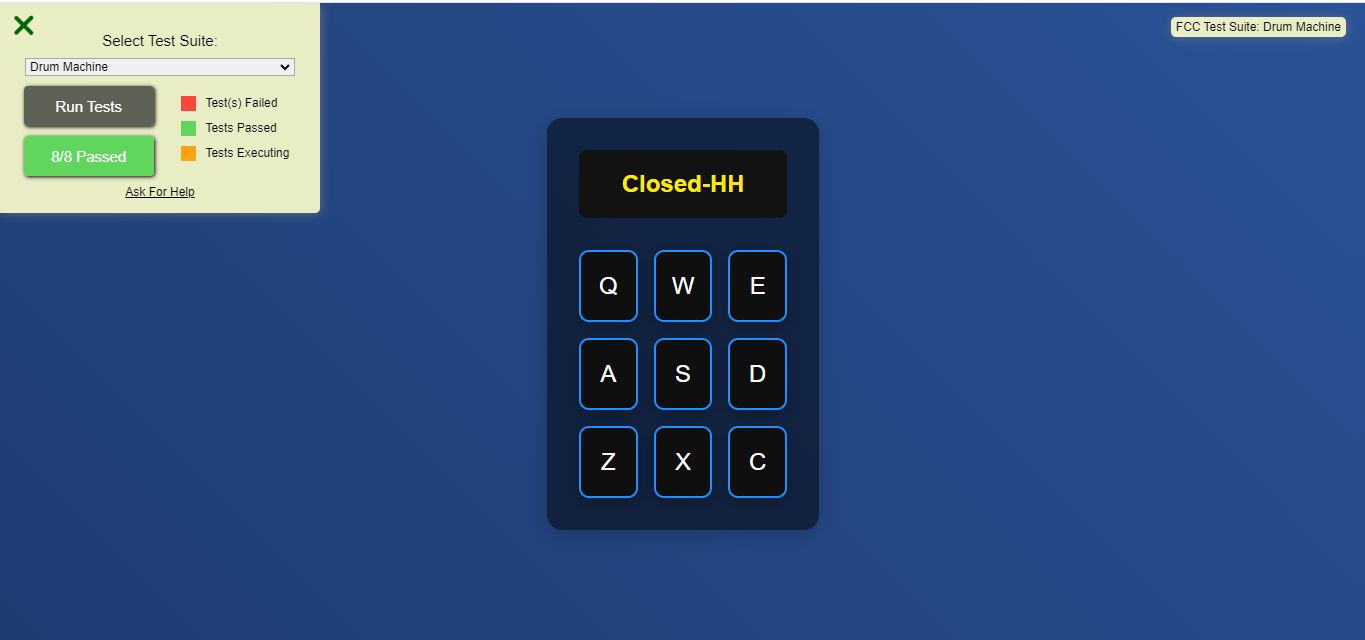 FCC Test Suite: Drum Machine
Select Test Suite:
Drum Machine
Run Tests
Test(s) Failed
Tests Passed
8/8 Passed
Tests Executing
Ask For Help
Closed-HH
Q W E
A S D
Z X C